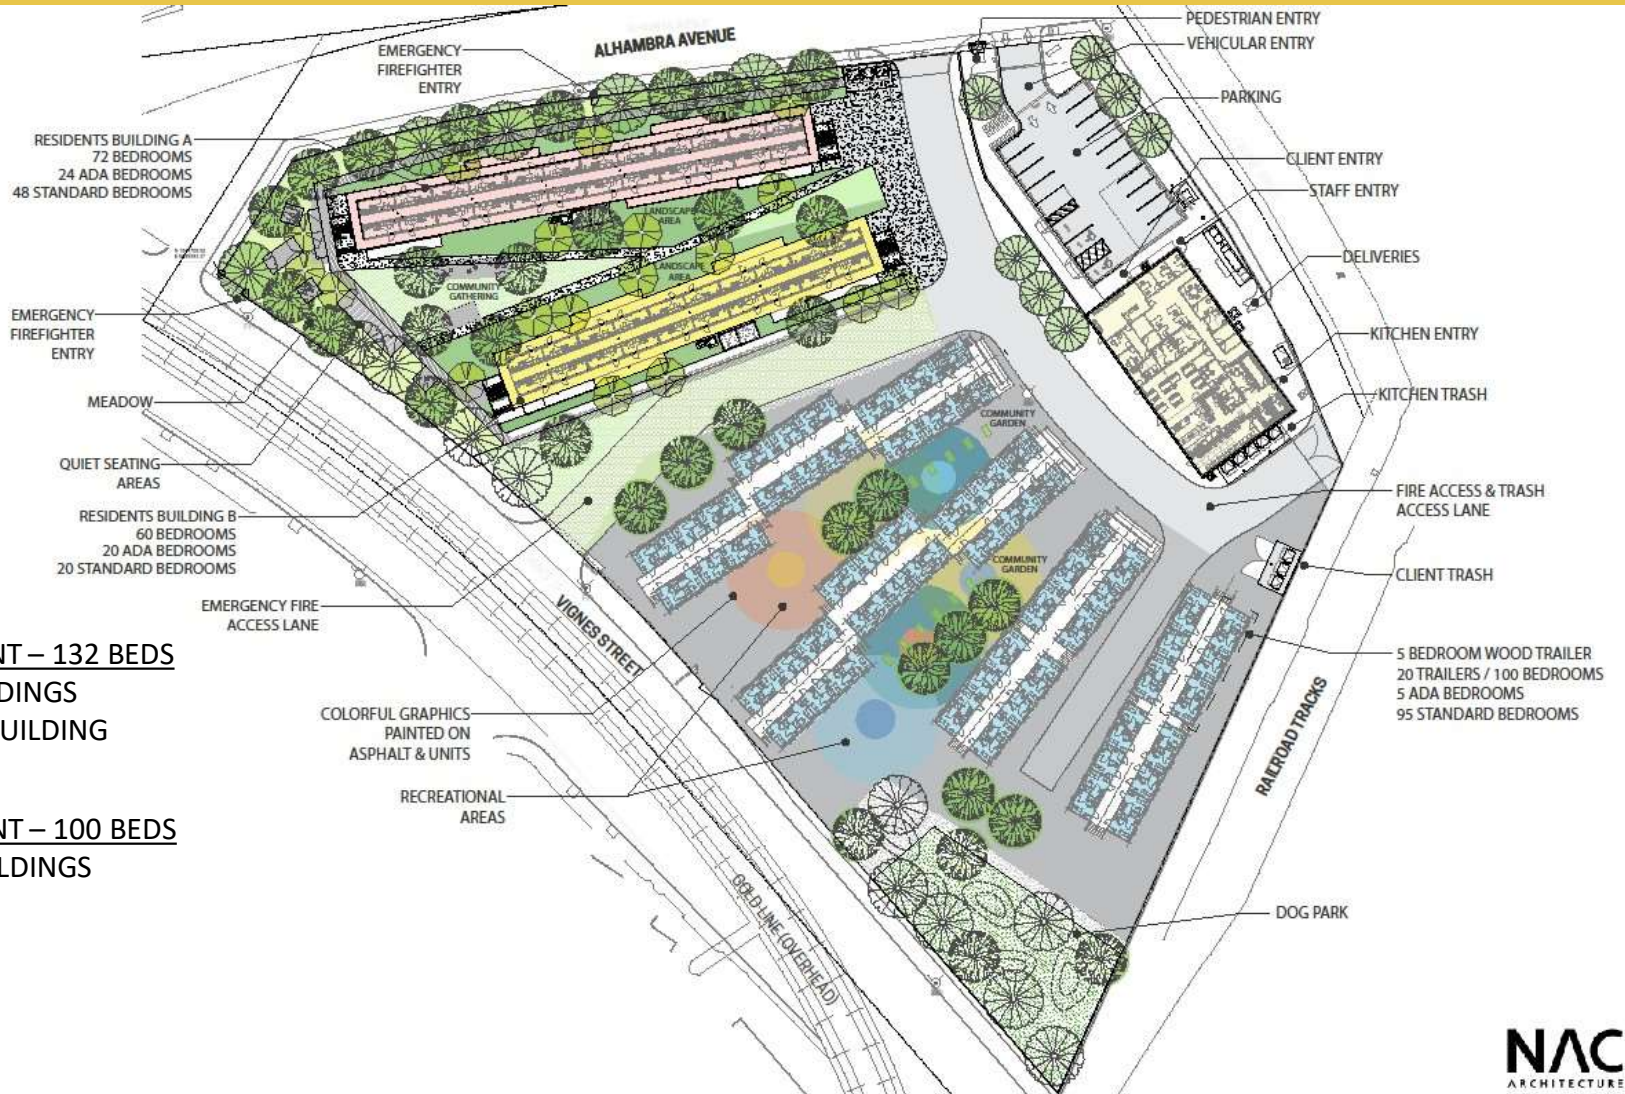 ALHAMBRA AVENUE
PEDESTRIAN ENTRY
VEHICULAR ENTRY
EMERGENCY
FIREFIGHTER
ENTRY
PARKING
RESIDENTS BUILDING A
72 BEDROOMS
24 ADA BEDROOMS
48 STANDARD BEDROOMS
CLIENT ENTRY
STAFF ENTRY
LANDSCAPE
AREA
DELIVERIES
LANDSCAPE
AREA
COMMUNITY
GATHERING
EMERGENCY
FIREFIGHTER
ENTRY
KITCHEN ENTRY
MEADOW
KITCHEN TRASH
COMMUNITY
GARDEN
QUIET SEATING
AREAS
FIRE ACCESS & TRASH
ACCESS LANE
RESIDENTS BUILDING B
60 BEDROOMS
20 ADA BEDROOMS
20 STANDARD BEDROOMS
COMMUNITY
GARDEN
CLIENT TRASH
EMERGENCY FIRE
ACCESS LANE
VIGNES STREET
NT – 132 BEDS
DINGS
UILDING
5 BEDROOM WOOD TRAILER
20 TRAILERS / 100 BEDROOMS
5 ADA BEDROOMS
95 STANDARD BEDROOMS
COLORFUL GRAPHICS
PAINTED ON
ASPHALT & UNITS
RAILROAD TRACKS
RECREATIONAL
AREAS
NT – 100 BEDS
LDINGS
GOLD LINE (OVERHEAD)
DOG PARK
NAC
ARCHITECTURE